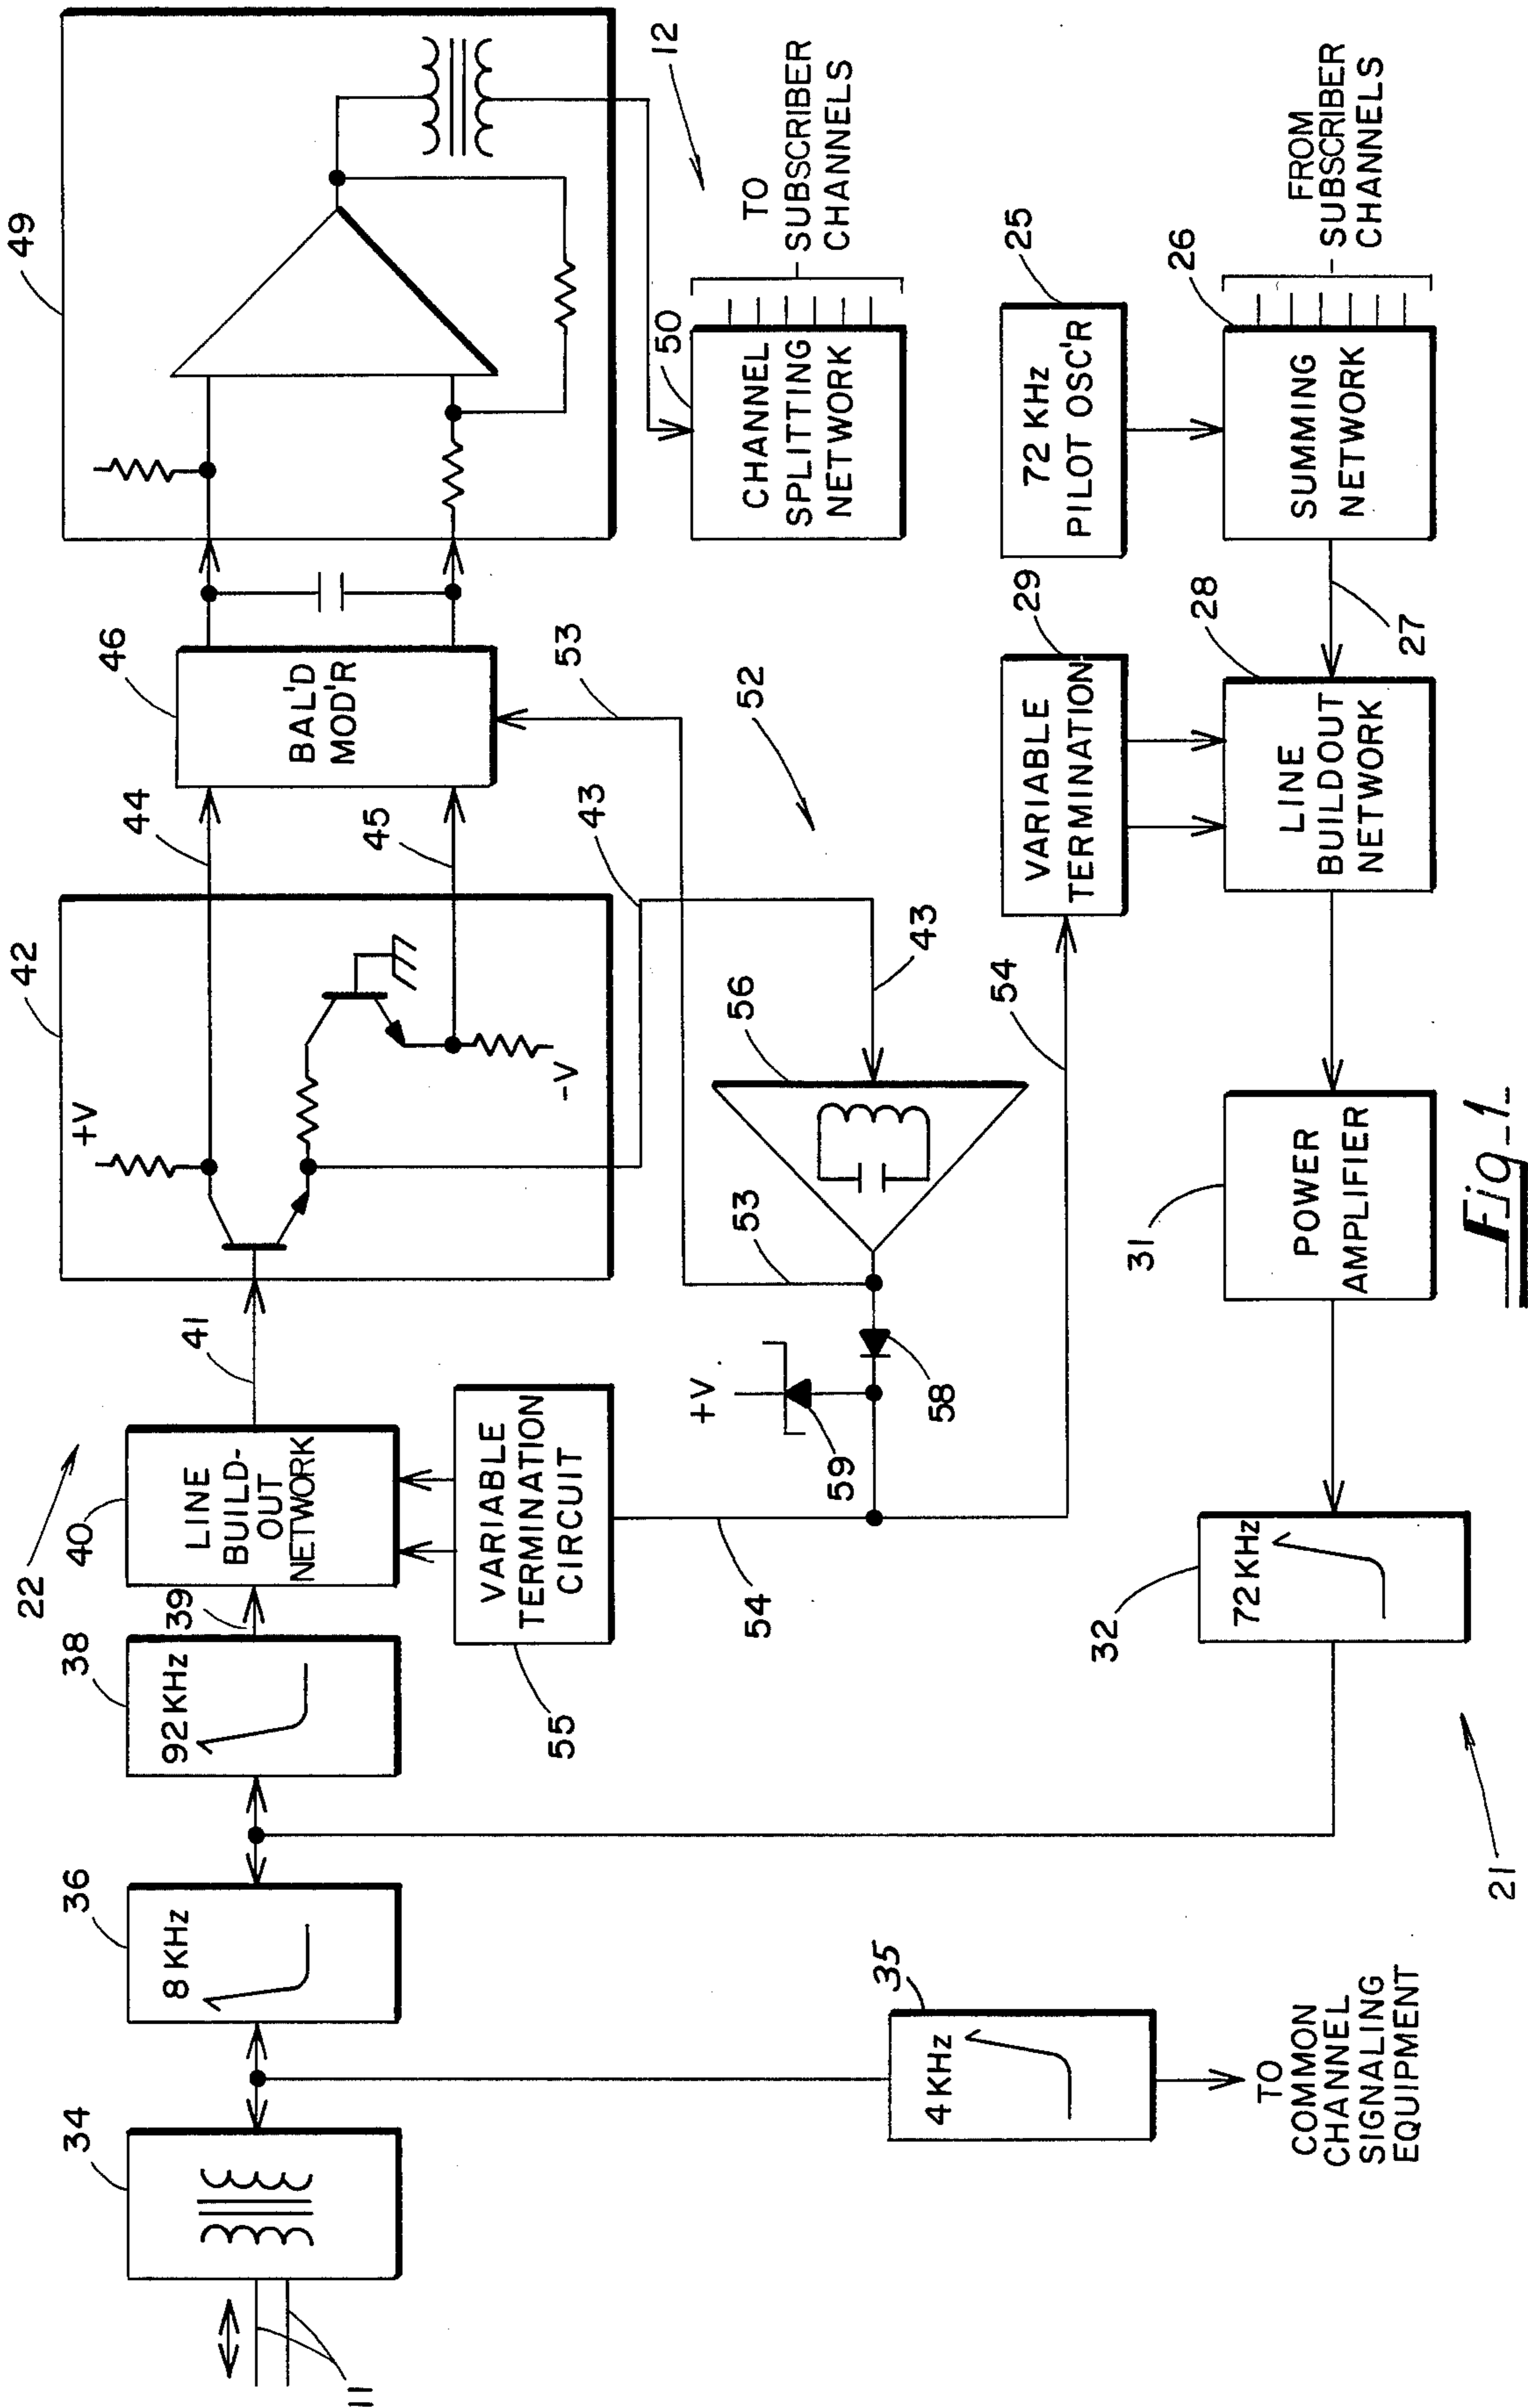 49
12
TO
SUBSCRIBER
CHANNELS
50
CHANNEL
SPLITTING
NETWORK
46
BAL'D
MOD'R
53
44
45
42
+V
-V
43
43
52
56
53
+V
58
59
41
22
40
LINE
BUILD-
OUT
NETWORK
39
38
92 KHz
VARIABLE
TERMINATION
CIRCUIT
55
54
54
36
8 KHz
34
11
35
4 KHz
TO
COMMON
CHANNEL
SIGNALING
EQUIPMENT
21
32
72 KHz
31
POWER
AMPLIFIER
28
LINE
BUILDOUT
NETWORK
29
VARIABLE
TERMINATION
27
25
72 KHz
PILOT OSC'R
26
SUMMING
NETWORK
FROM
SUBSCRIBER
CHANNELS
Fig_1_